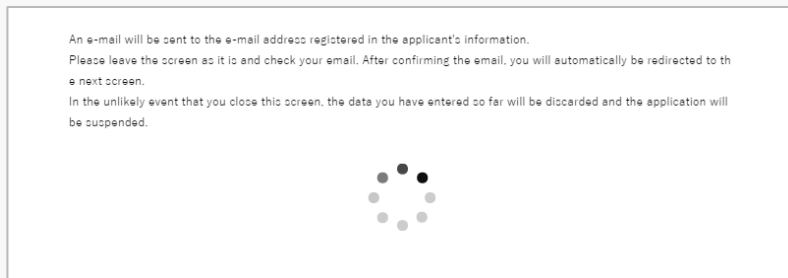 An e-mail will be sent to the e-mail address registered in the applicant's information.
Please leave the screen as it is and check your email. After confirming the email, you will automatically be redirected to th
e next screen.
In the unlikely event that you close this screen, the data you have entered so far will be discarded and the application will
be suspended.